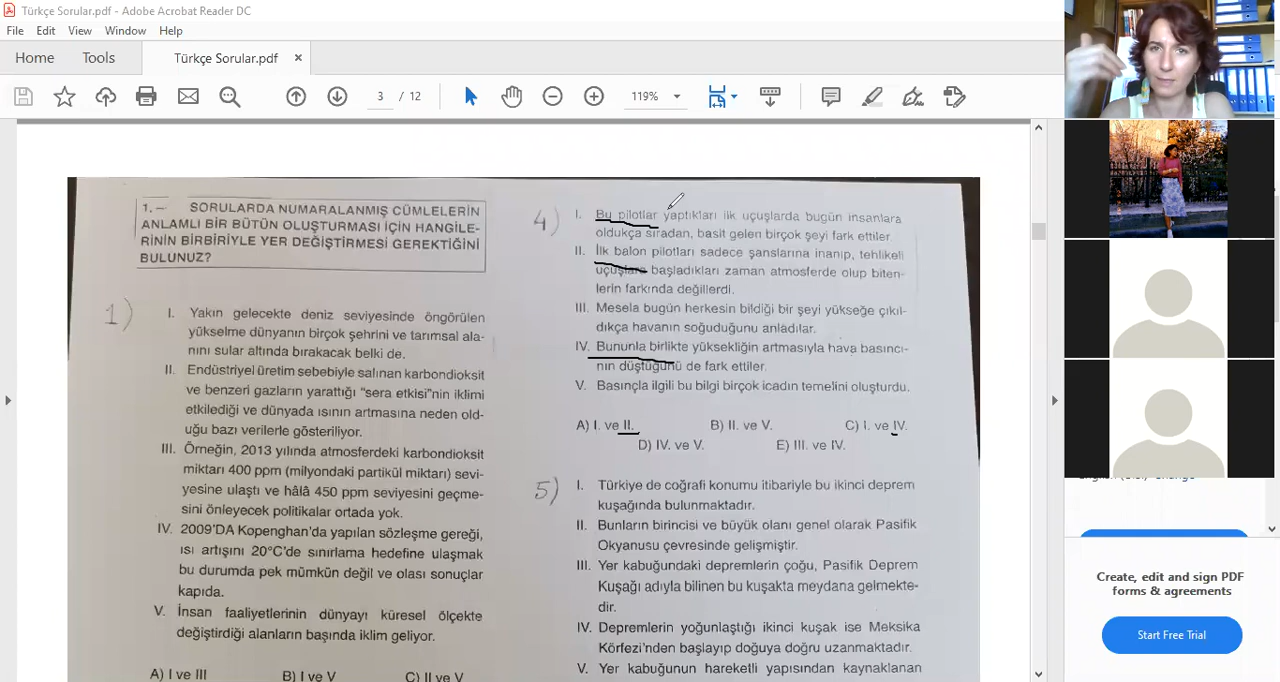 Türkçe Sorular.pdf - Adobe Acrobat Reader DC
File Edit View Window Help
Home Tools Türkçe Sorular.pdf ×
3 / 12 119%
1. – SORULARDA NUMARALANMIŞ CÜMLELERİN
ANLAMLI BİR BÜTÜN OLUŞTURMASI İÇİN HANGİLE-
RİNİN BİRBİRİYLE YER DEĞİŞTİRMESİ GEREKTİĞİNİ
BULUNUZ?
1)
I. Yakın gelecekte deniz seviyesinde öngörülen
yükselme dünyanın birçok şehrini ve tarımsal ala-
nını sular altında bırakacak belki de.
II. Endüstriyel üretim sebebiyle salınan karbondioksit
ve benzeri gazların yarattığı “sera etkisi”nin iklimi
etkilediği ve dünyada ısının artmasına neden old-
uğu bazı verilerle gösteriliyor.
III. Örneğin, 2013 yılında atmosferdeki karbondioksit
miktarı 400 ppm (milyondaki partikül miktarı) sevi-
yesine ulaştı ve hâlâ 450 ppm seviyesini geçme-
sini önleyecek politikalar ortada yok.
IV. 2009'DA Kopenghan'da yapılan sözleşme gereği,
ısı artışını 20°C'de sınırlama hedefine ulaşmak
bu durumda pek mümkün değil ve olası sonuçlar
kapıda.
V. İnsan faaliyetlerinin dünyayı küresel ölçekte
değiştirdiği alanların başında iklim geliyor.
A) I ve III B) I ve V C) II ve V
4)
I. Bu pilotlar yaptıkları ilk uçuşlarda bugün insanlara
oldukça sıradan, basit gelen birçok şeyi fark ettiler.
II. İlk balon pilotları sadece şanslarına inanıp, tehlikeli
uçuşlara başladıkları zaman atmosferde olup biten-
lerin farkında değillerdi.
III. Mesela bugün herkesin bildiği bir şeyi yükseğe çıkıl-
dıkça havanın soğuduğunu anladılar.
IV. Bununla birlikte yüksekliğin artmasıyla hava basıncı-
nın düştüğünü de fark ettiler.
V. Basınçla ilgili bu bilgi birçok icadın temelini oluşturdu.
A) I. ve II. B) II. ve V. C) I. ve IV.
D) IV. ve V. E) III. ve IV.
5)
I. Türkiye de coğrafi konumu itibariyle bu ikinci deprem
kuşağında bulunmaktadır.
II. Bunların birincisi ve büyük olanı genel olarak Pasifik
Okyanusu çevresinde gelişmiştir.
III. Yer kabuğundaki depremlerin çoğu, Pasifik Deprem
Kuşağı adıyla bilinen bu kuşakta meydana gelmekte-
dir.
IV. Depremlerin yoğunlaştığı ikinci kuşak ise Meksika
Körfezi'nden başlayıp doğuya doğru uzanmaktadır.
V. Yer kabuğunun hareketli yapısından kaynaklanan
Create, edit and sign PDF
forms & agreements
Start Free Trial